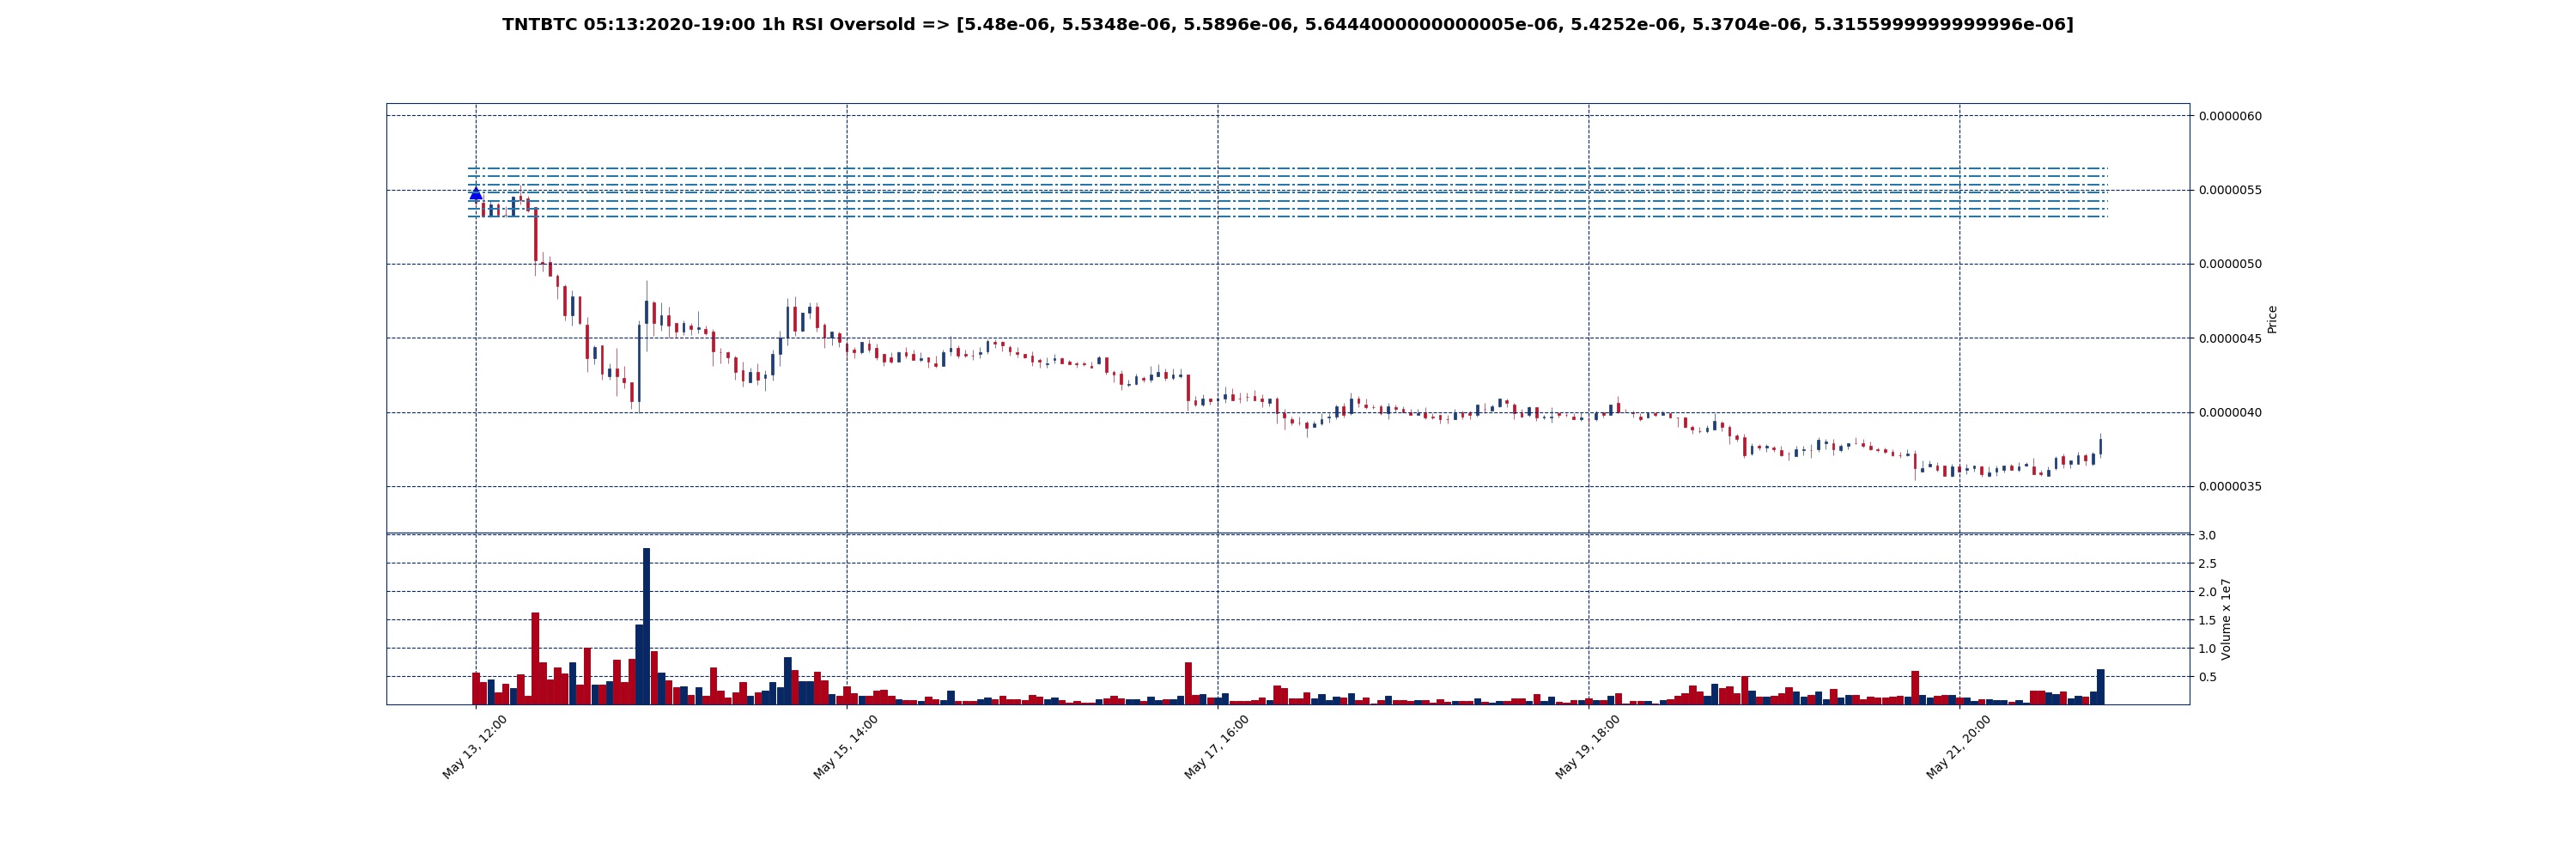 TNTBTC 05:13:2020-19:00 1h RSI Oversold => [5.48e-06, 5.5348e-06, 5.5896e-06, 5.6444000000000005e-06, 5.4252e-06, 5.3704e-06, 5.3155999999999996e-06]
0.0000060
0.0000055
0.0000050
0.0000045
0.0000040
0.0000035
Price
3.0
2.5
2.0
1.5
1.0
0.5
Volume x 1e7
May 13, 12:00
May 15, 14:00
May 17, 16:00
May 19, 18:00
May 21, 20:00